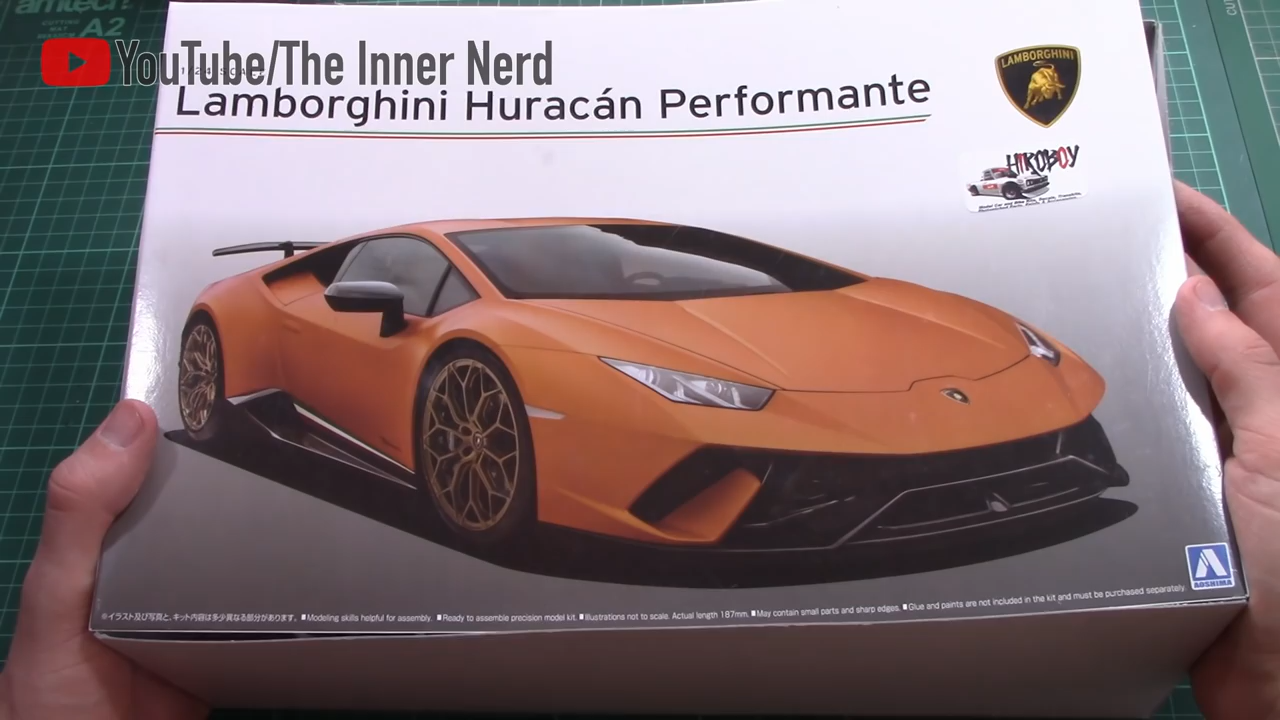 amtech
CUTTING
A2
YouTube/The Inner Nerd
Lamborghini Huracán Performante
LAMBORGHINI
HIROBOY
AOSHIMA
※イラスト及び写真と、キット内容は多少異なる部分があります。 ■Modeling skills helpful for assembly. ■Ready to assemble precision model kit. ■Illustrations not to scale. Actual length 187mm. ■May contain small parts and sharp edges. ■Glue and paints are not included in the kit and must be purchased separately.